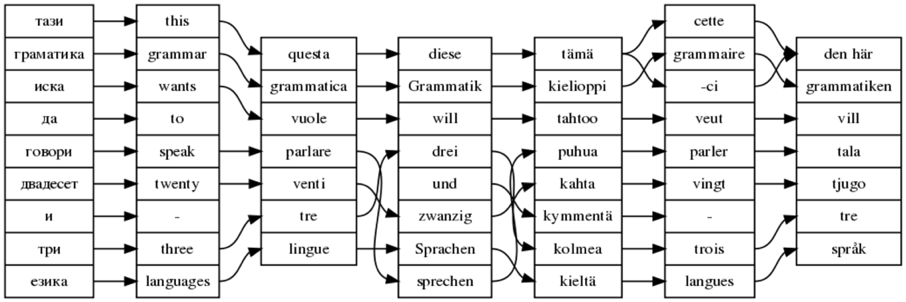 тази
граматика
иска
да
говори
двадесет
и
три
езика
this
grammar
wants
to
speak
twenty
-
three
languages
questa
grammatica
vuole
parlare
venti
tre
lingue
diese
Grammatik
will
drei
und
zwanzig
Sprachen
sprechen
tämä
kielioppi
tahtoo
puhua
kahta
kymmentä
kolmea
kieltä
cette
grammaire
-ci
veut
parler
vingt
-
trois
langues
den här
grammatiken
vill
tala
tjugo
tre
språk